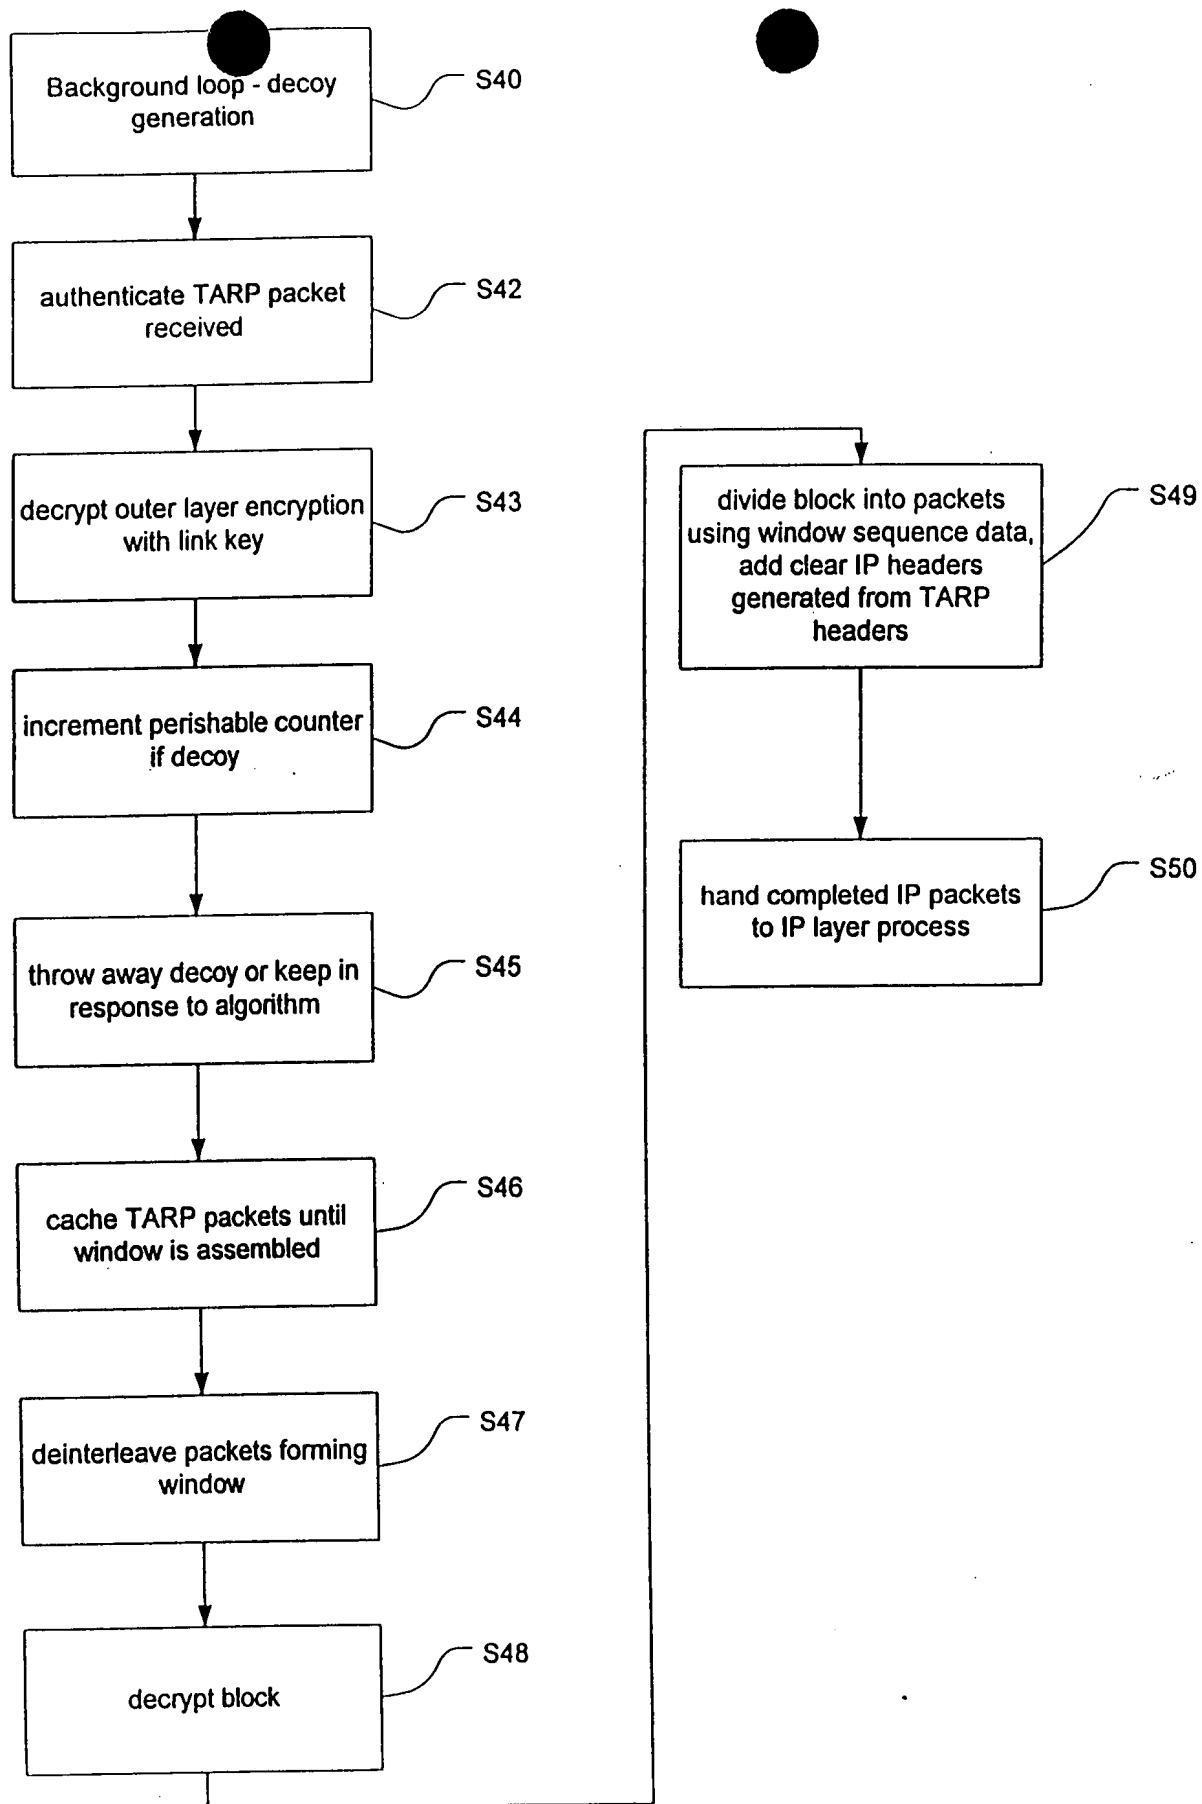 Background loop - decoy
generation
S40
authenticate TARP packet
received
S42
decrypt outer layer encryption
with link key
S43
increment perishable counter
if decoy
S44
throw away decoy or keep in
response to algorithm
S45
cache TARP packets until
window is assembled
S46
deinterleave packets forming
window
S47
decrypt block
S48
divide block into packets
using window sequence data,
add clear IP headers
generated from TARP
headers
S49
hand completed IP packets
to IP layer process
S50